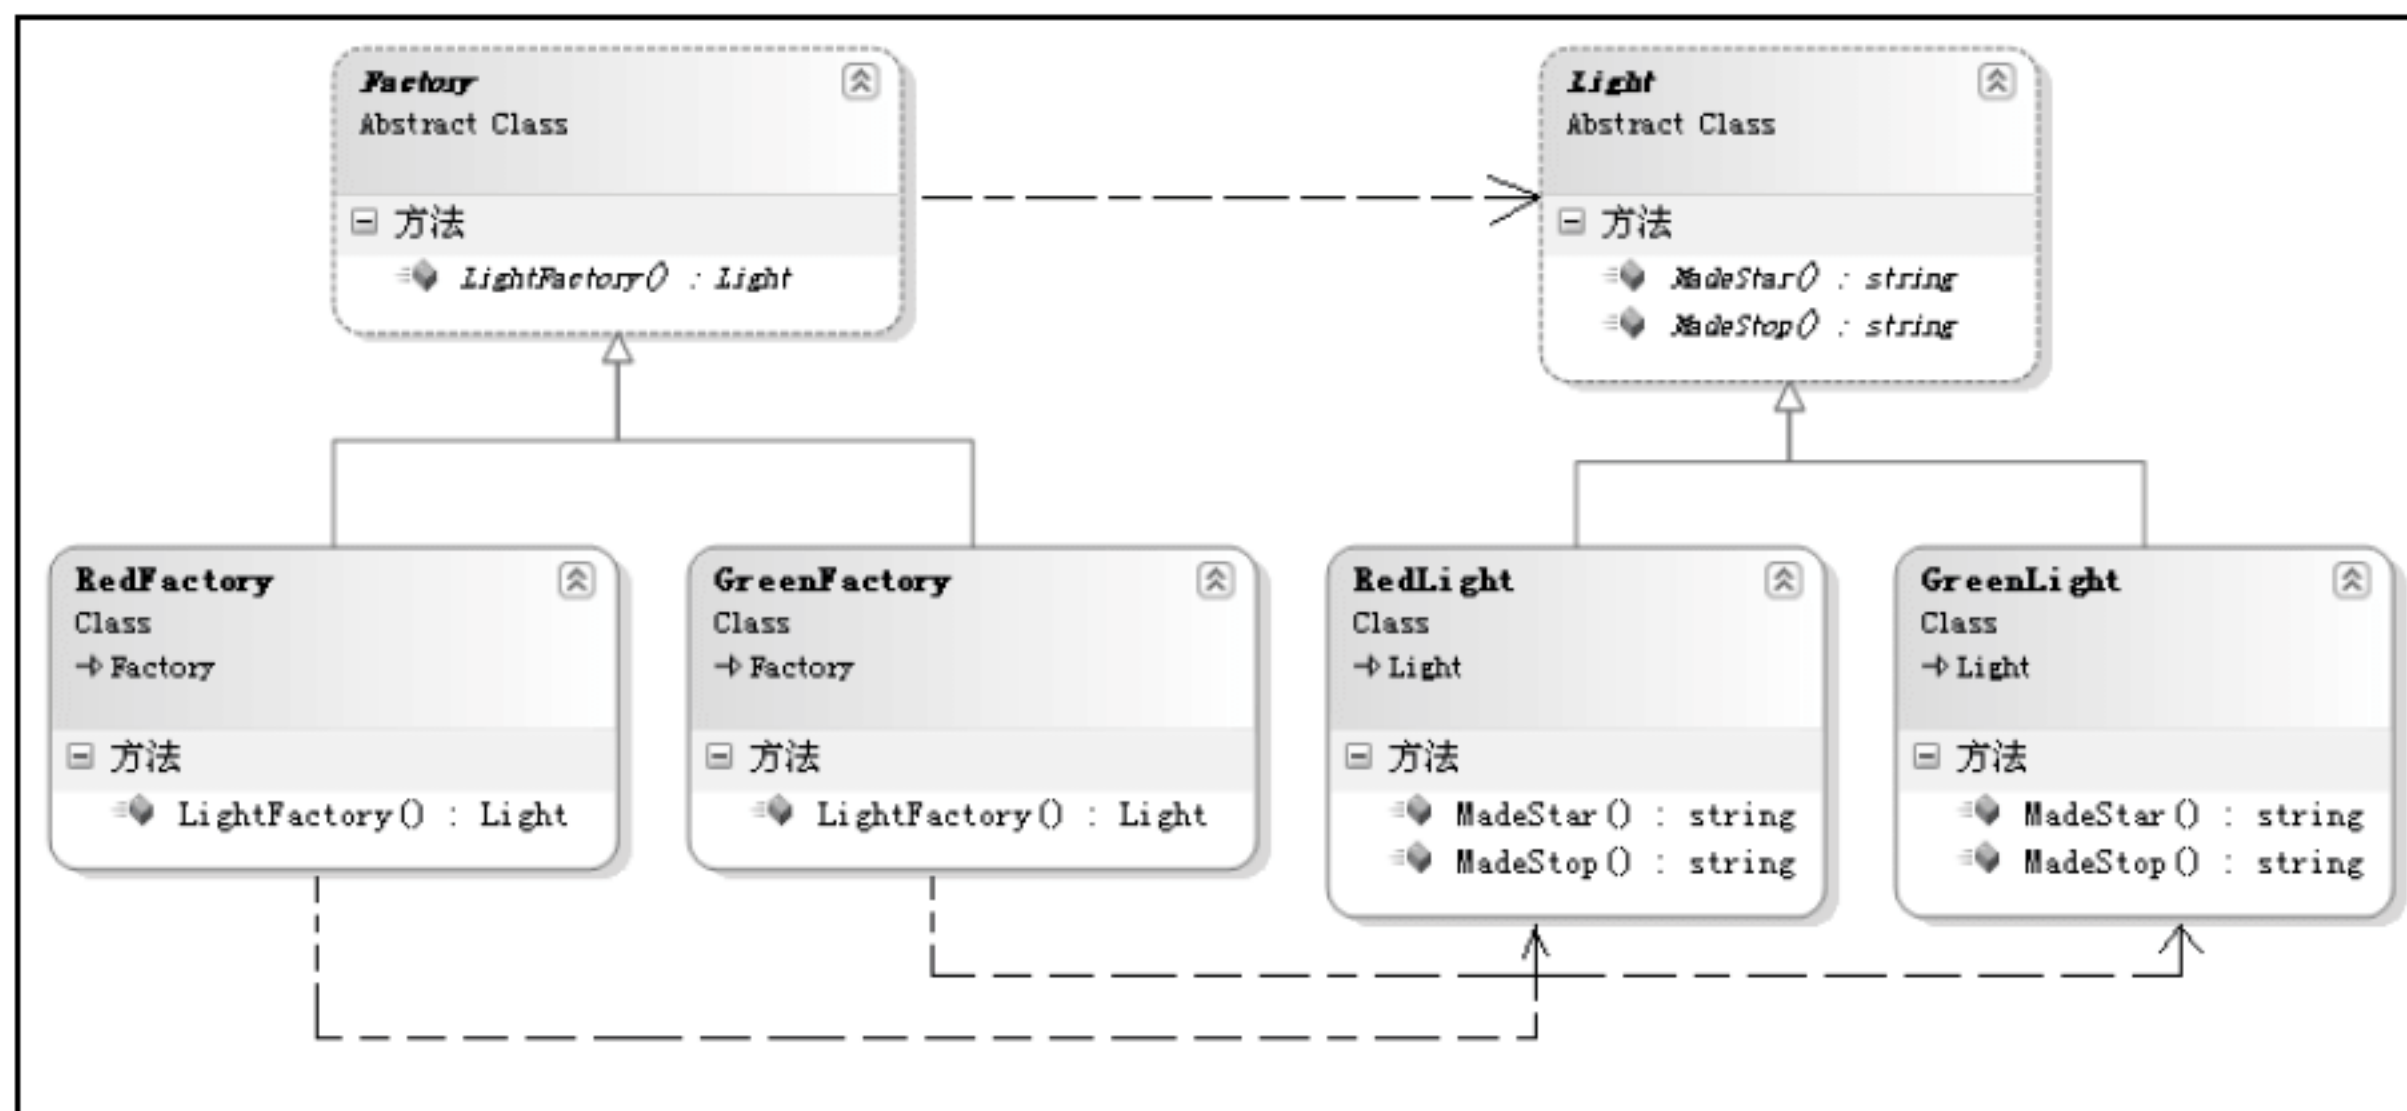 Factory
Abstract Class
方法
LightFactory() : Light
Light
Abstract Class
方法
MadeStar() : string
MadeStop() : string
RedFactory
Class
Factory
方法
LightFactory() : Light
GreenFactory
Class
Factory
方法
LightFactory() : Light
RedLight
Class
Light
方法
MadeStar() : string
MadeStop() : string
GreenLight
Class
Light
方法
MadeStar() : string
MadeStop() : string